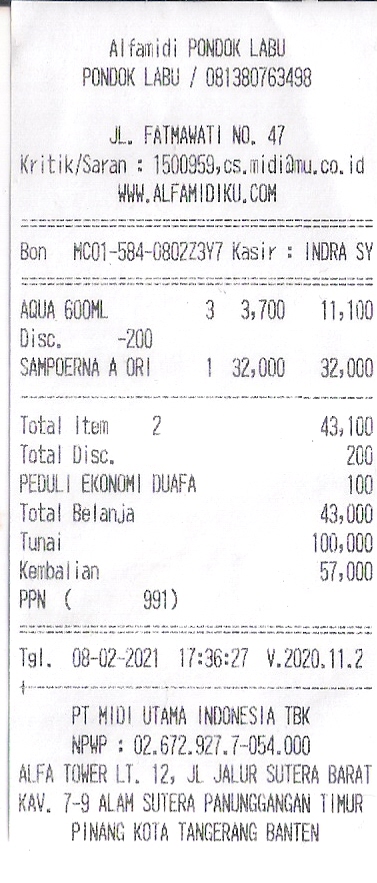 Alfamidi PONDOK LABU
PONDOK LABU / 081380763498
JL. FATMAWATI NO. 47
Kritik/Saran : 1500959,cs.midi@mu.co.id
WWW.ALFAMIDIKU.COM
Bon MC01-584-0802Z3Y7 Kasir : INDRA SY
AQUA 600ML 3 3,700 11,100
Disc. -200
SAMPOERNA A ORI 1 32,000 32,000
Total Item 2 43,100
Total Disc. 200
PEDULI EKONOMI DUAFA 100
Total Belanja 43,000
Tunai 100,000
Kembalian 57,000
PPN ( 991)
Tgl. 08-02-2021 17:36:27 V.2020.11.2
PT MIDI UTAMA INDONESIA TBK
NPWP : 02.672.927.7-054.000
ALFA TOWER LT. 12, JL JALUR SUTERA BARAT
KAV. 7-9 ALAM SUTERA PANUNGGANGAN TIMUR
PINANG KOTA TANGERANG BANTEN